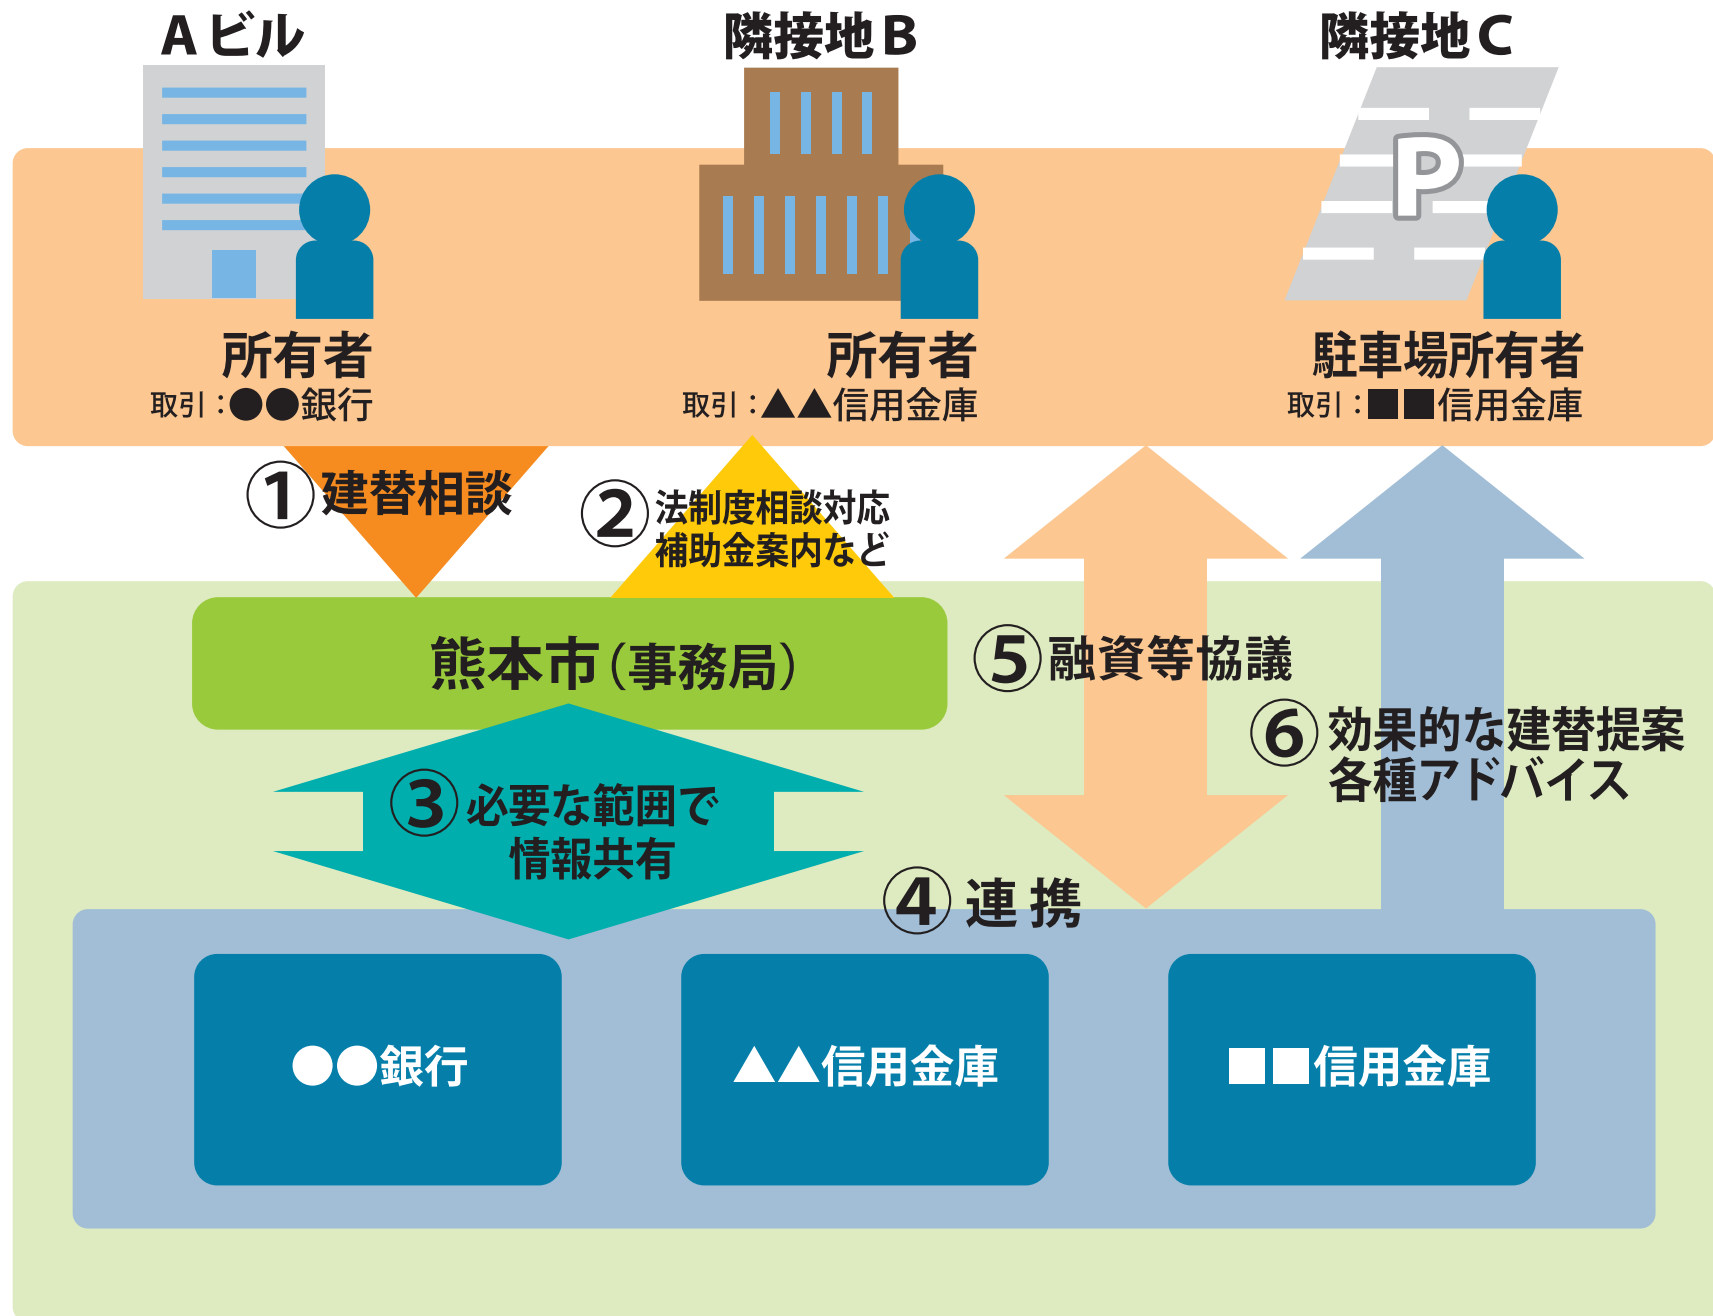 Aビル
隣接地B
隣接地C
P
所有者
取引：●●銀行
所有者
取引：▲▲信用金庫
駐車場所有者
取引：■■信用金庫
①建替相談
②法制度相談対応
補助金案内など
熊本市（事務局）
⑤融資等協議
⑥効果的な建替提案
各種アドバイス
③必要な範囲で
情報共有
④連携
●●銀行
▲▲信用金庫
■■信用金庫